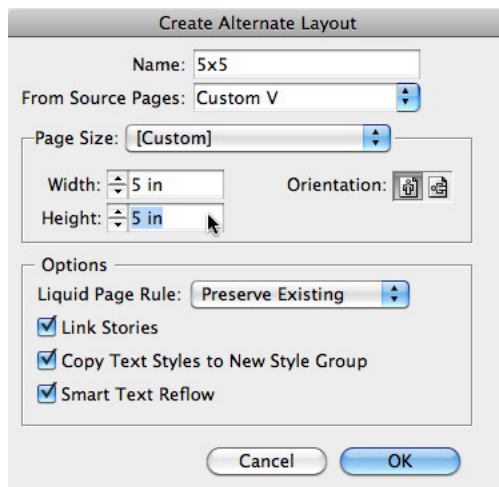 Create Alternate Layout
Name: 5x5
From Source Pages: Custom V
Page Size: [Custom]
Width: 5 in Orientation:
Height: 5 in
Options
Liquid Page Rule: Preserve Existing
Link Stories
Copy Text Styles to New Style Group
Smart Text Reflow
Cancel OK